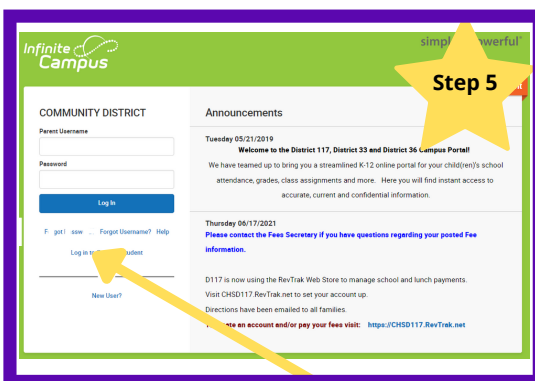 Infinite
Campus
Step 5
COMMUNITY DISTRICT
Parent Username
Password
Log In
Forgot Username? Help
Log in to
New User?
Announcements
Tuesday 05/21/2019
Welcome to the District 117, District 33 and District 36 Campus Portal!
We have teamed up to bring you a streamlined K-12 online portal for your child(ren)'s school
attendance, grades, class assignments and more. Here you will find instant access to
accurate, current and confidential information.
Thursday 06/17/2021
Please contact the Fees Secretary if you have questions regarding your posted Fee
information.
D117 is now using the RevTrak Web Store to manage school and lunch payments.
Visit CHSD117.RevTrak.net to set your account up.
Directions have been emailed to all families.
an account and/or pay your fees visit: https://CHSD117.RevTrak.net